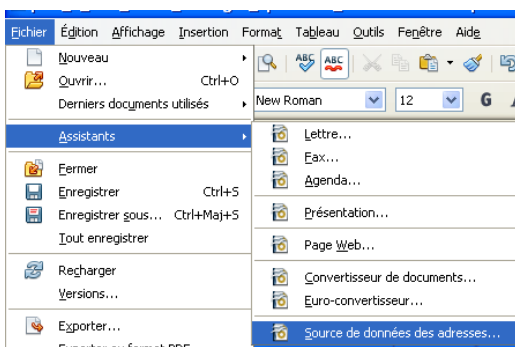 Fichier Édition Affichage Insertion Format Tableau Outils Fenêtre Aide
Nouveau
Ouvrir... Ctrl+O
Derniers documents utilisés
New Roman 12 G
Assistants
Lettre...
Fax...
Agenda...
Présentation...
Page Web...
Convertisseur de documents...
Euro-convertisseur...
Source de données des adresses...
Fermer
Enregistrer Ctrl+S
Enregistrer sous... Ctrl+Maj+S
Tout enregistrer
Recharger
Versions...
Exporter...